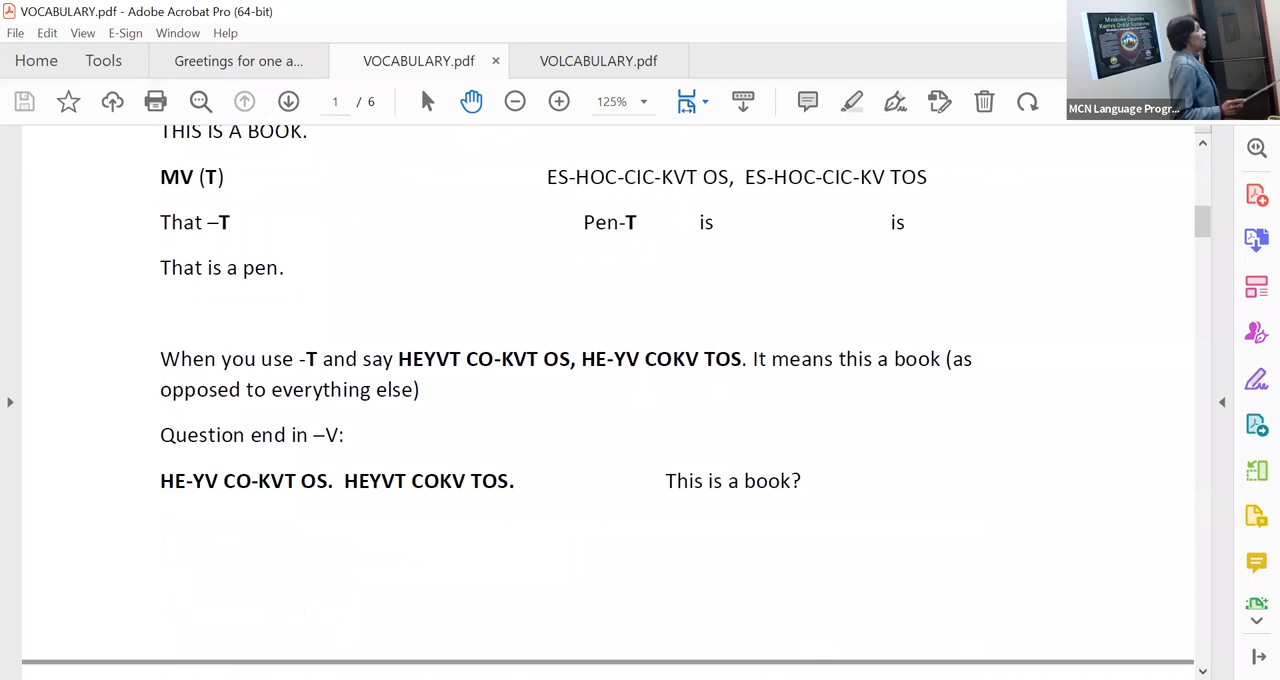 VOCABULARY.pdf - Adobe Acrobat Pro (64-bit)
File Edit View E-Sign Window Help
Home Tools Greetings for one a... VOCABULARY.pdf × VOLCABULARY.pdf
1 / 6 125%
MCN Language Progr...
THIS IS A BOOK.
MV (T) ES-HOC-CIC-KVT OS, ES-HOC-CIC-KV TOS
That –T Pen-T is is
That is a pen.
When you use -T and say HEYVT CO-KVT OS, HE-YV COKV TOS. It means this a book (as
opposed to everything else)
Question end in –V:
HE-YV CO-KVT OS. HEYVT COKV TOS. This is a book?